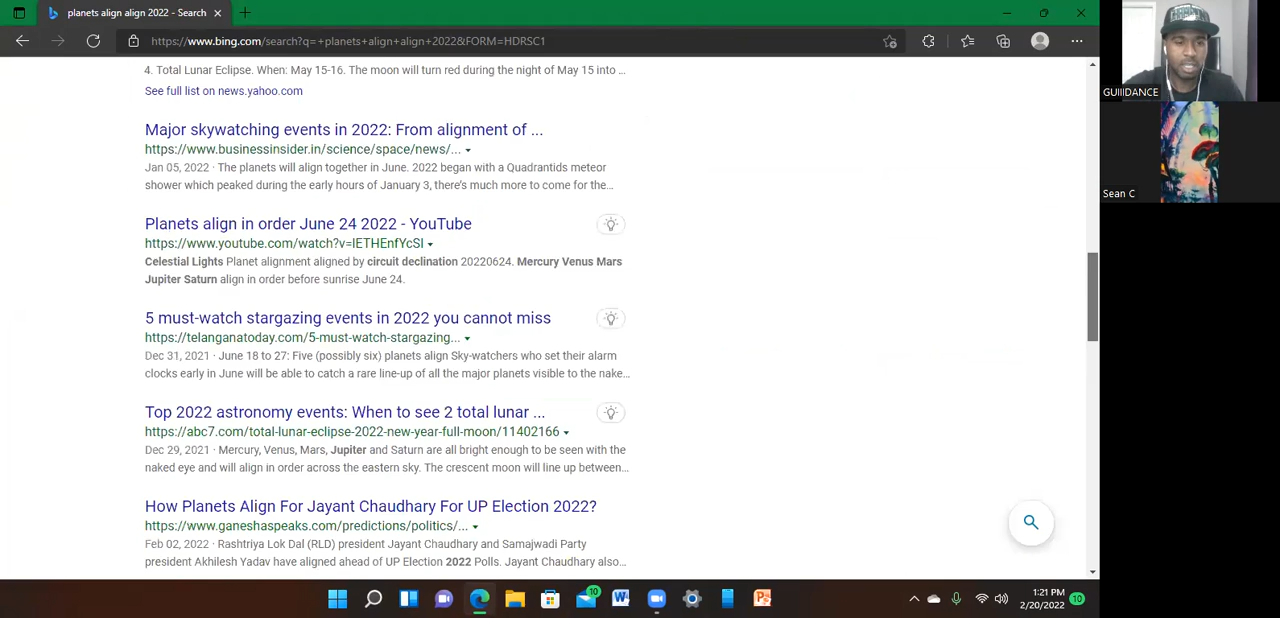 planets align align 2022 - Search
https://www.bing.com/search?q=+planets+align+align+2022&FORM=HDRSC1
4. Total Lunar Eclipse. When: May 15-16. The moon will turn red during the night of May 15 into ...
See full list on news.yahoo.com
Major skywatching events in 2022: From alignment of ...
https://www.businessinsider.in/science/space/news/...
Jan 05, 2022 · The planets will align together in June. 2022 began with a Quadrantids meteor
shower which peaked during the early hours of January 3, there's much more to come for the...
Planets align in order June 24 2022 - YouTube
https://www.youtube.com/watch?v=lETHEnfYcSI
Celestial Lights Planet alignment aligned by circuit declination 20220624. Mercury Venus Mars
Jupiter Saturn align in order before sunrise June 24.
5 must-watch stargazing events in 2022 you cannot miss
https://telanganatoday.com/5-must-watch-stargazing...
Dec 31, 2021 · June 18 to 27: Five (possibly six) planets align Sky-watchers who set their alarm
clocks early in June will be able to catch a rare line-up of all the major planets visible to the nake...
Top 2022 astronomy events: When to see 2 total lunar ...
https://abc7.com/total-lunar-eclipse-2022-new-year-full-moon/11402166
Dec 29, 2021 · Mercury, Venus, Mars, Jupiter and Saturn are all bright enough to be seen with the
naked eye and will align in order across the eastern sky. The crescent moon will line up between...
How Planets Align For Jayant Chaudhary For UP Election 2022?
https://www.ganeshaspeaks.com/predictions/politics/...
Feb 02, 2022 · Rashtriya Lok Dal (RLD) president Jayant Chaudhary and Samajwadi Party
president Akhilesh Yadav have aligned ahead of UP Election 2022 Polls. Jayant Chaudhary also...
GUIIIDANCE
Sean C
10
1:21 PM
2/20/2022
10